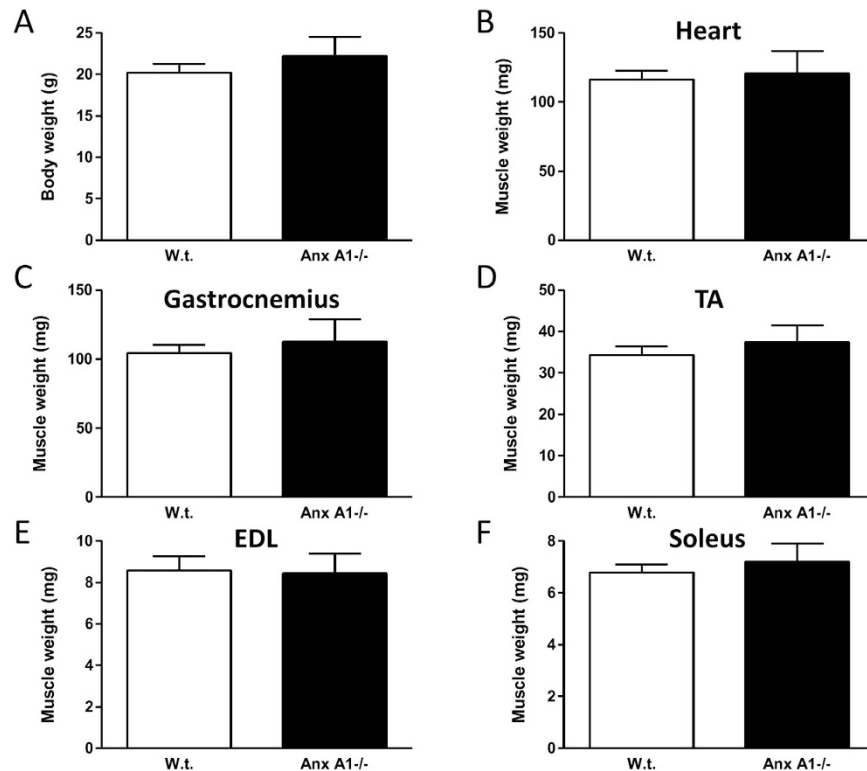 A
Body weight (g)
25
20
15
10
5
0
W.t. Anx A1-/-
B
Heart
Muscle weight (mg)
150
100
50
0
W.t. Anx A1-/-
C
Gastrocnemius
Muscle weight (mg)
150
100
50
0
W.t. Anx A1-/-
D
TA
Muscle weight (mg)
50
40
30
20
10
0
W.t. Anx A1-/-
E
EDL
Muscle weight (mg)
10
8
6
4
2
0
W.t. Anx A1-/-
F
Soleus
Muscle weight (mg)
8
6
4
2
0
W.t. Anx A1-/-